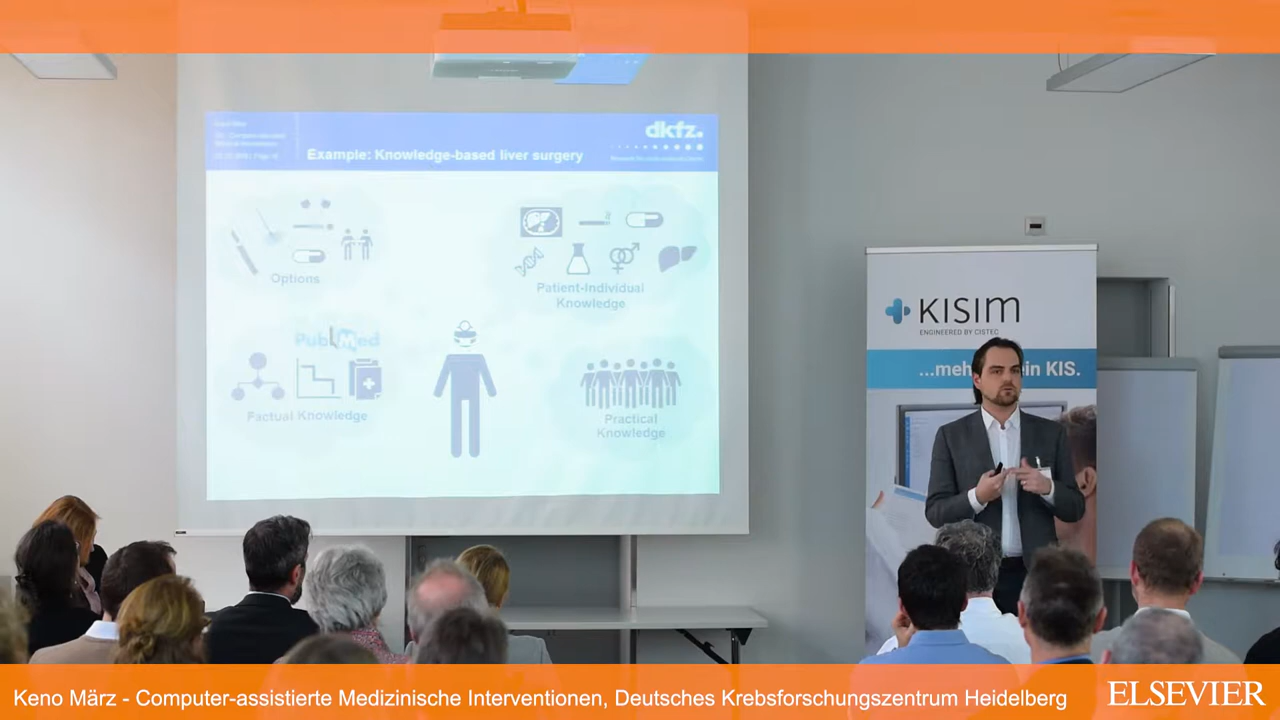 dkfz.
Example: Knowledge-based liver surgery
Options
Patient-Individual
Knowledge
PubMed
Factual Knowledge
Practical
Knowledge
KISIM
ENGINEERED BY CISTEC
...meh
in KIS.
Keno März - Computer-assistierte Medizinische Interventionen, Deutsches Krebsforschungszentrum Heidelberg
ELSEVIER